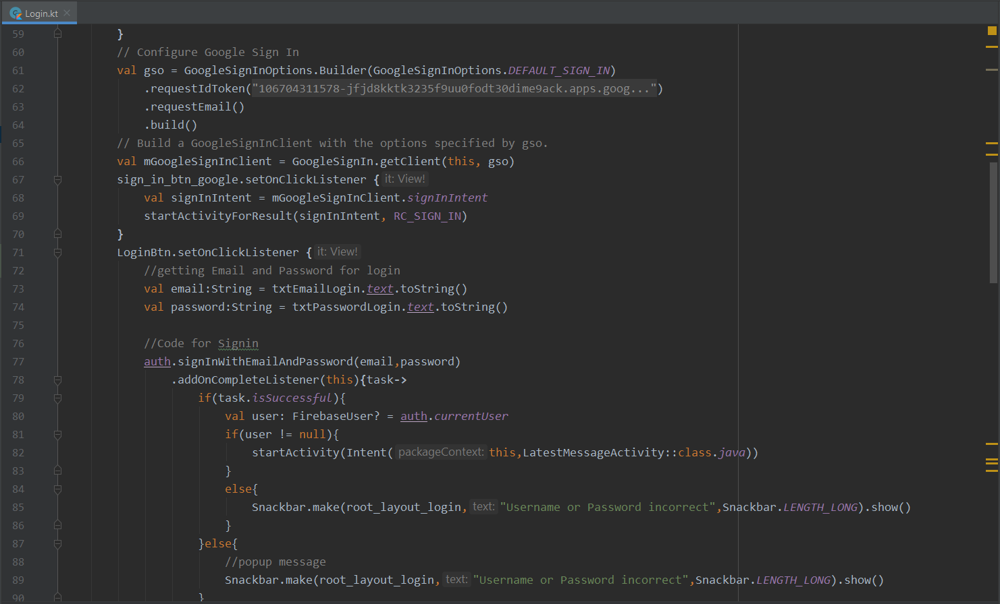 Login.kt
59 }
60 // Configure Google Sign In
61 val gso = GoogleSignInOptions.Builder(GoogleSignInOptions.DEFAULT_SIGN_IN)
62 .requestIdToken("106704311578-jfjd8kktk3235f9uu0fodt30dime9ack.apps.goog...")
63 .requestEmail()
64 .build()
65 // Build a GoogleSignInClient with the options specified by gso.
66 val mGoogleSignInClient = GoogleSignIn.getClient(this, gso)
67 sign_in_btn_google.setOnClickListener { it: View!
68 val signInIntent = mGoogleSignInClient.signInIntent
69 startActivityForResult(signInIntent, RC_SIGN_IN)
70 }
71 LoginBtn.setOnClickListener { it: View!
72 //getting Email and Password for login
73 val email:String = txtEmailLogin.text.toString()
74 val password:String = txtPasswordLogin.text.toString()
75
76 //Code for Signin
77 auth.signInWithEmailAndPassword(email,password)
78 .addOnCompleteListener(this){task->
79 if(task.isSuccessful){
80 val user: FirebaseUser? = auth.currentUser
81 if(user != null){
82 startActivity(Intent( packageContext: this,LatestMessageActivity::class.java))
83 }
84 else{
85 Snackbar.make(root_layout_login, text: "Username or Password incorrect",Snackbar.LENGTH_LONG).show()
86 }
87 }else{
88 //popup message
89 Snackbar.make(root_layout_login, text: "Username or Password incorrect",Snackbar.LENGTH_LONG).show()
90 }